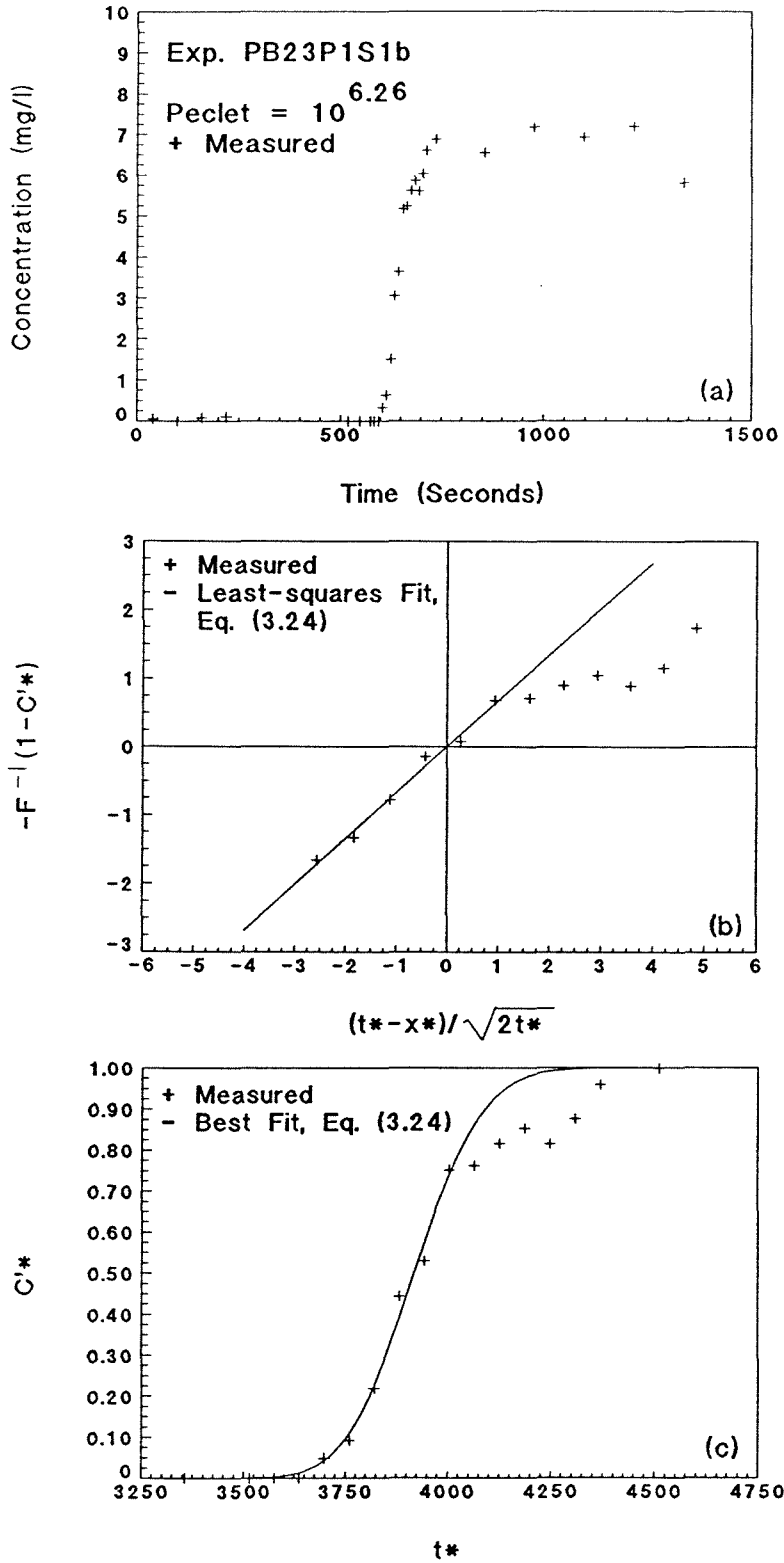 10
9
8
7
6
5
4
3
2
1
0
Concentration (mg/l)
Exp. PB23P1S1b
Peclet = 10^6.26
+ Measured
(a)
0 500 1000 1500
Time (Seconds)
3
2
1
0
-1
-2
-3
-F^-1(1-C'*)
+ Measured
- Least-squares Fit,
Eq. (3.24)
(b)
-6 -5 -4 -3 -2 -1 0 1 2 3 4 5 6
(t*-x*)/√2t*
1.00
0.90
0.80
0.70
0.60
0.50
0.40
0.30
0.20
0.10
0
C'*
+ Measured
- Best Fit, Eq. (3.24)
(c)
3250 3500 3750 4000 4250 4500 4750
t*